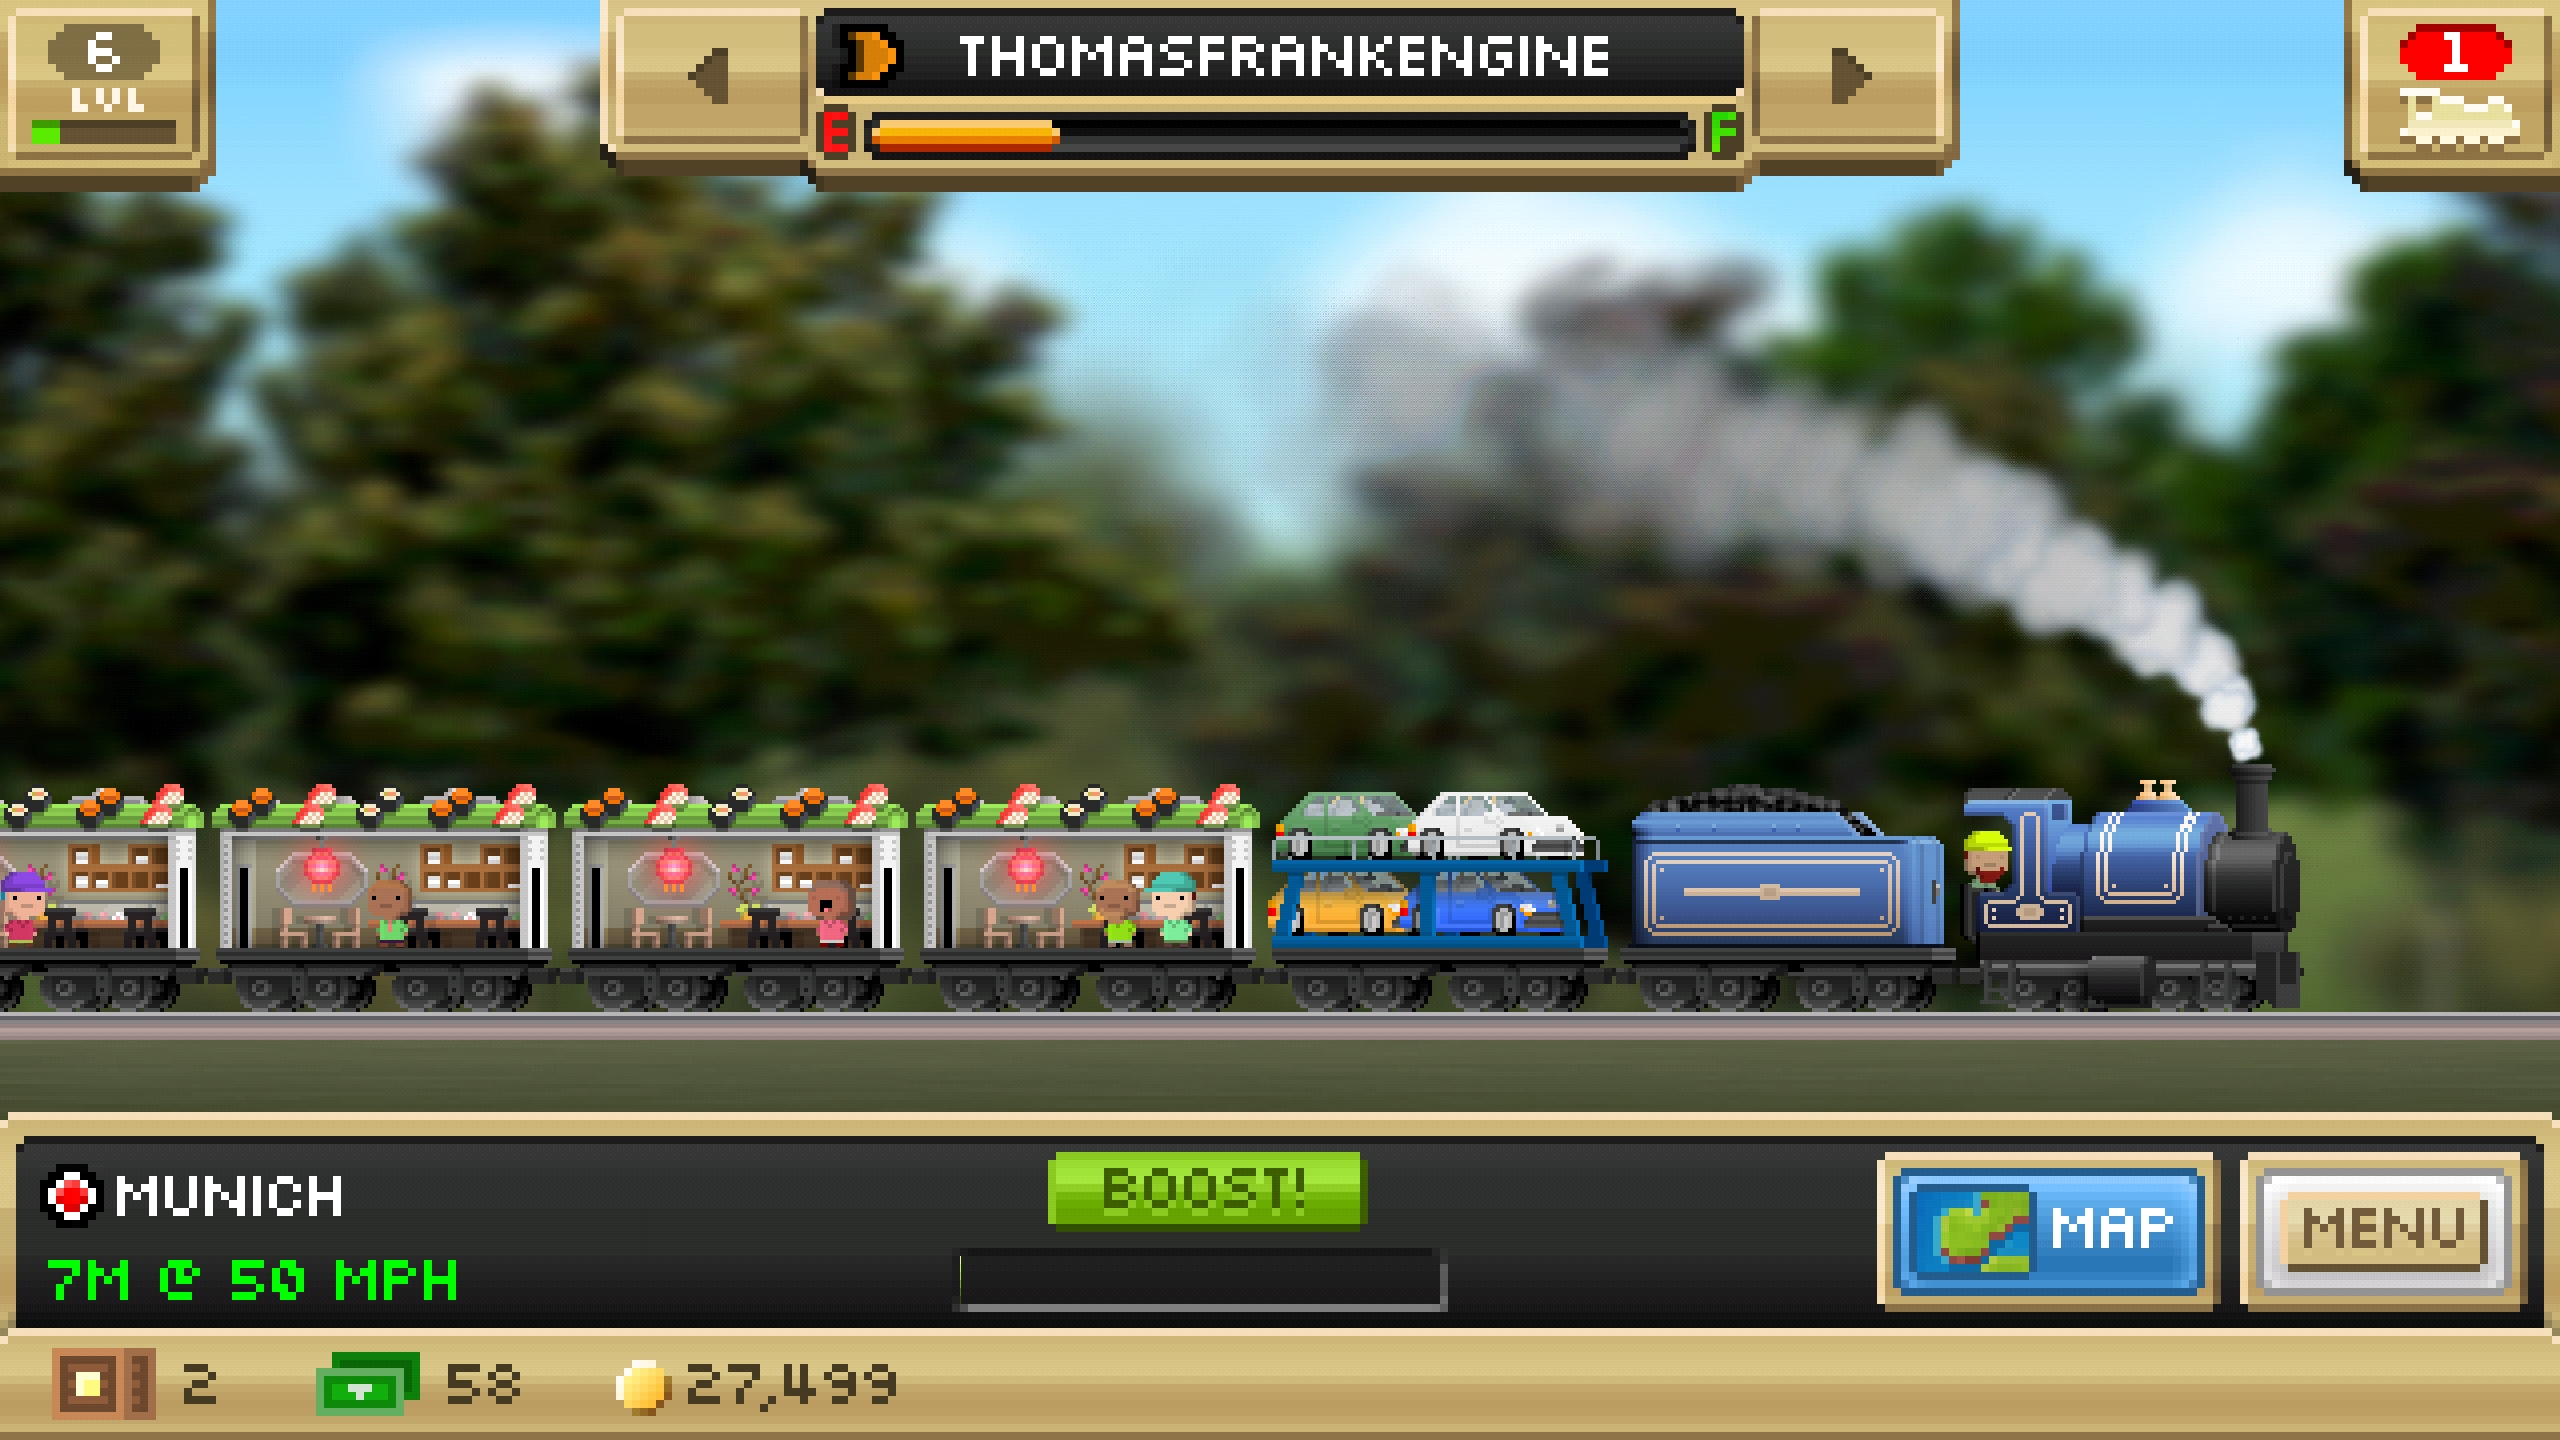 6
LVL
THOMASFRANKENGINE
E F
1
MUNICH
7M @ 50 MPH
BOOST!
MAP
MENU
2 58 27,499